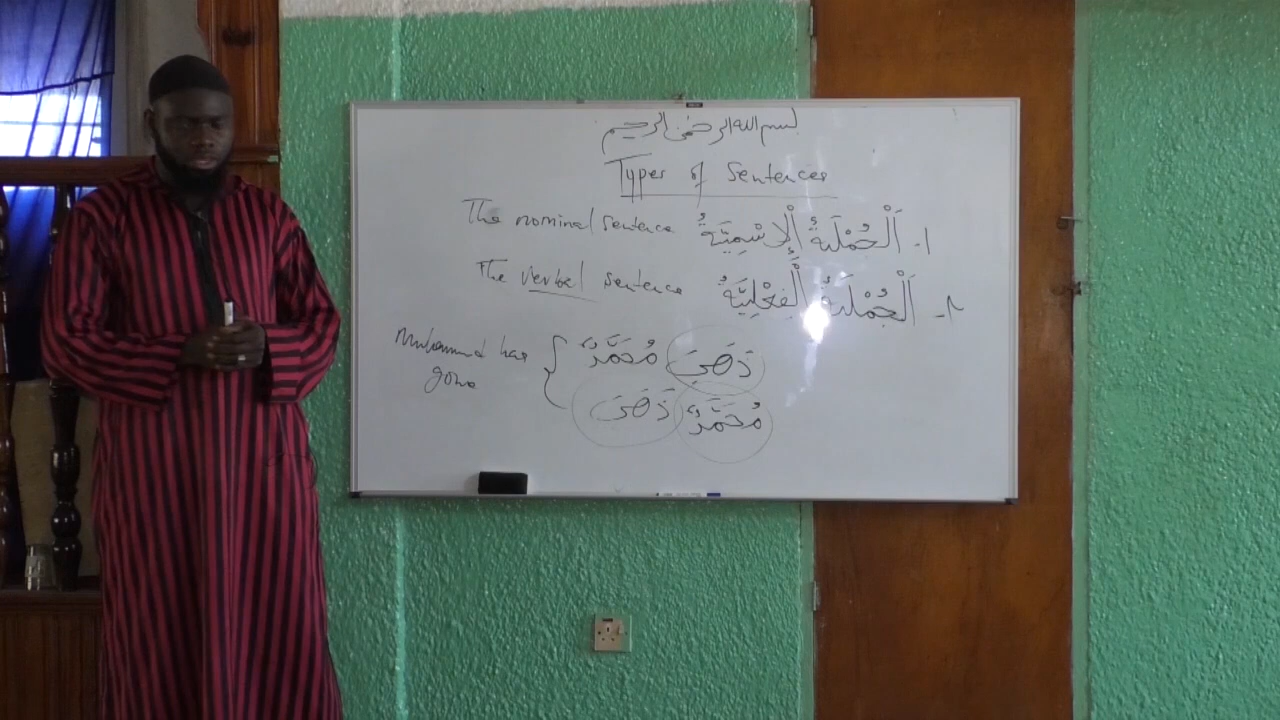 بسم الله الرحمن الرحيم
Types of Sentences
The nominal sentence ١- اَلْجُمْلَةُ الْإِسْمِيَّةُ
The verbal sentence ٢- اَلْجُمْلَةُ الْفِعْلِيَّةُ
Muhammad has gone { ذَهَبَ مُحَمَّدٌ
مُحَمَّدٌ ذَهَبَ